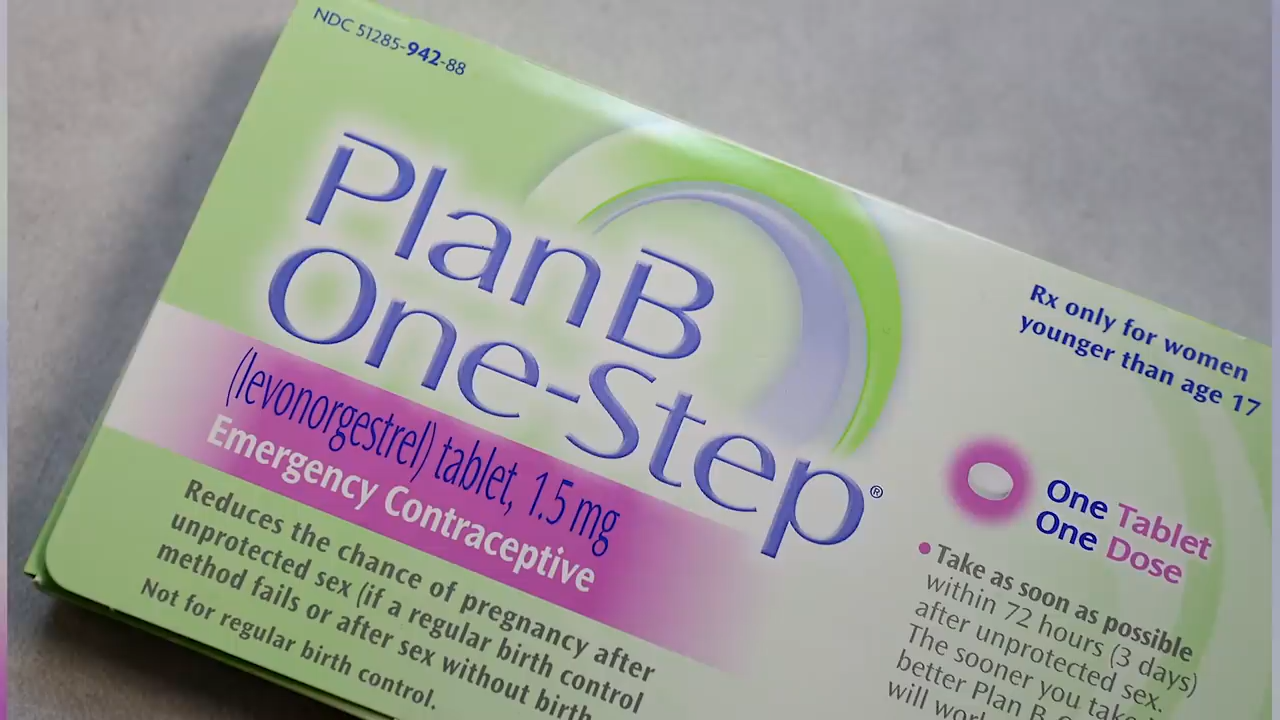 NDC 51285-942-88
Plan B
One-Step®
(levonorgestrel) tablet, 1.5 mg
Emergency Contraceptive
Reduces the chance of pregnancy after
unprotected sex (if a regular birth control
method fails or after sex without birth
Not for regular birth control.
Rx only for women
younger than age 17
One Tablet
One Dose
• Take as soon as possible
within 72 hours (3 days)
after unprotected sex.
The sooner you take
better Plan B
will work